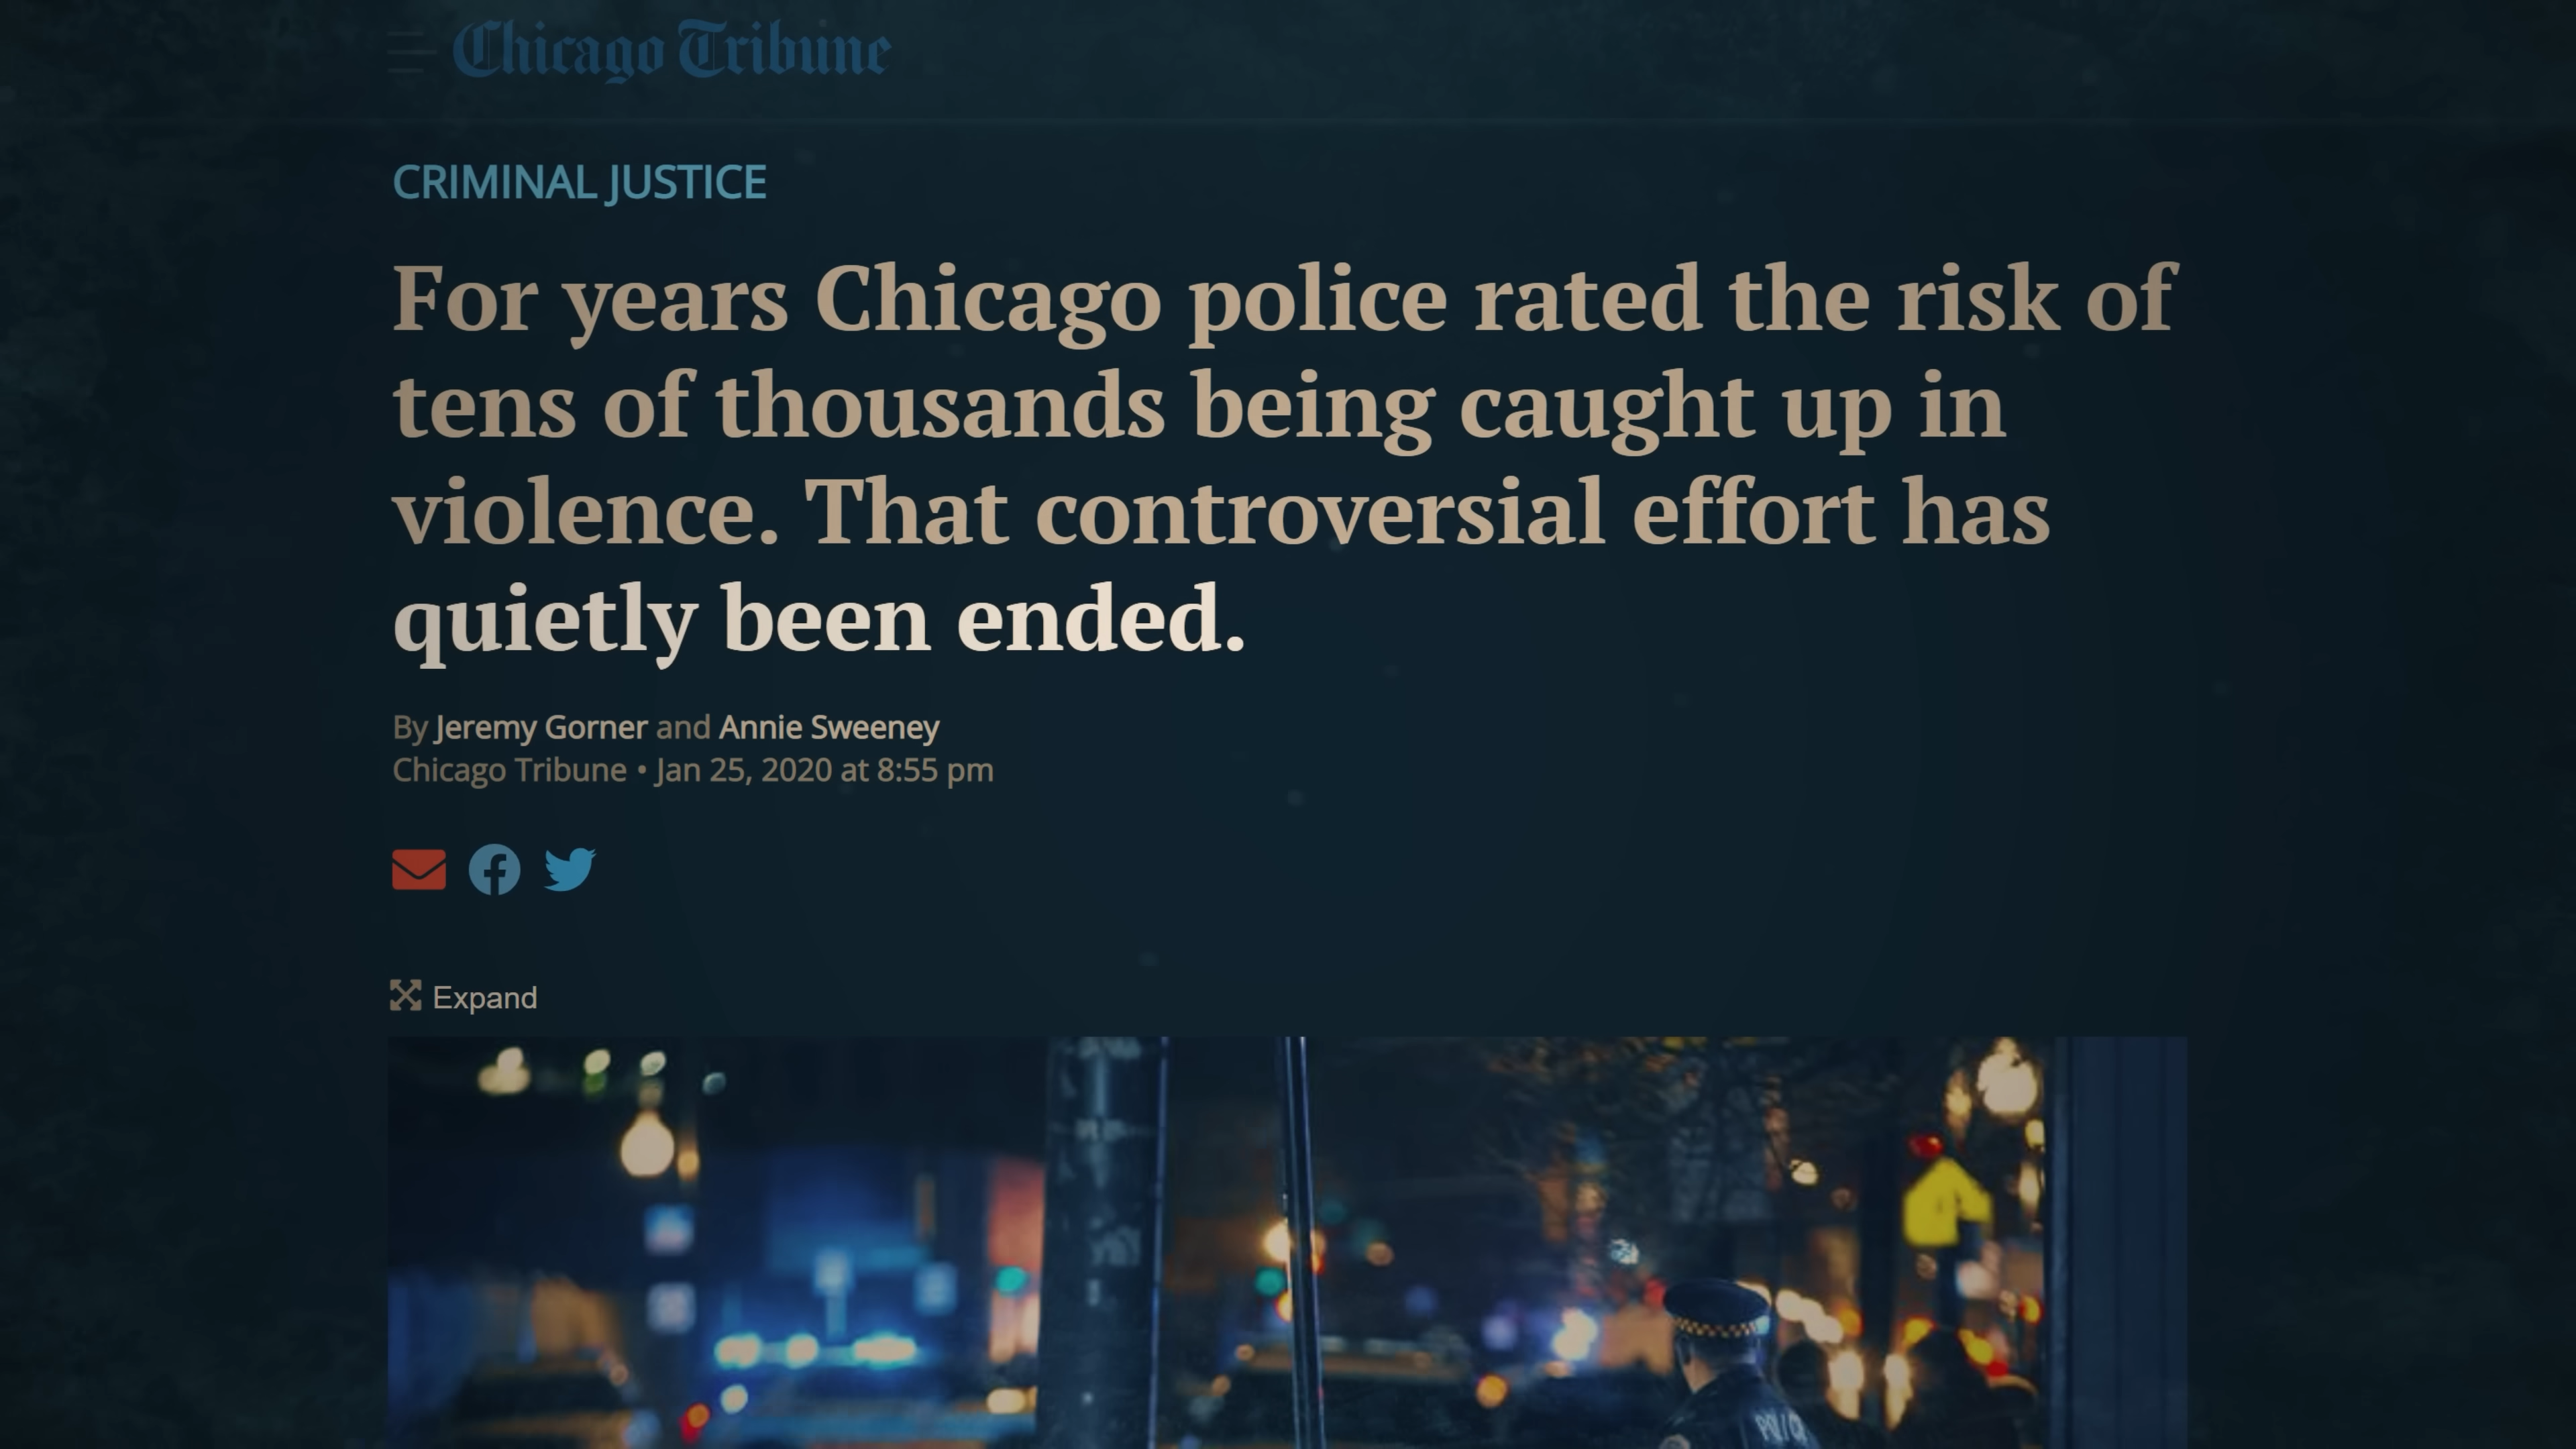 Chicago Tribune
CRIMINAL JUSTICE
For years Chicago police rated the risk of
tens of thousands being caught up in
violence. That controversial effort has
quietly been ended.
By Jeremy Gorner and Annie Sweeney
Chicago Tribune • Jan 25, 2020 at 8:55 pm
Expand
POLICE